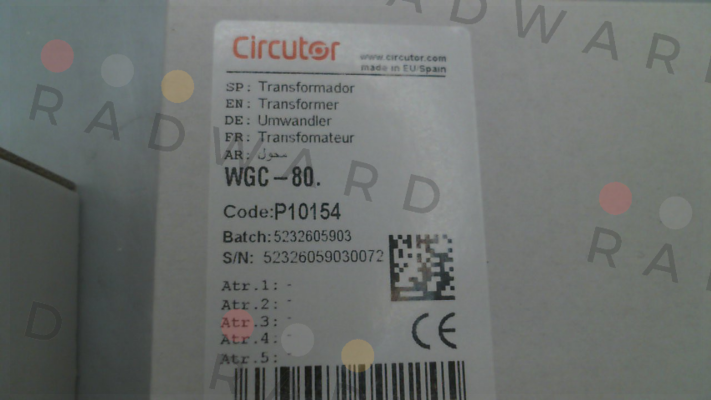 Circutor
www.circutor.com
made in EU/Spain
SP: Transformador
EN: Transformer
DE: Umwandler
FR: Transfomateur
AR: محول
WGC-80.
Code:P10154
Batch:5232605903
S/N: 52326059030072
Atr.1: -
Atr.2: -
Atr.3: -
Atr.4: -
Atr.5: -
CE
RADWARD
RADWARD
RAD
D